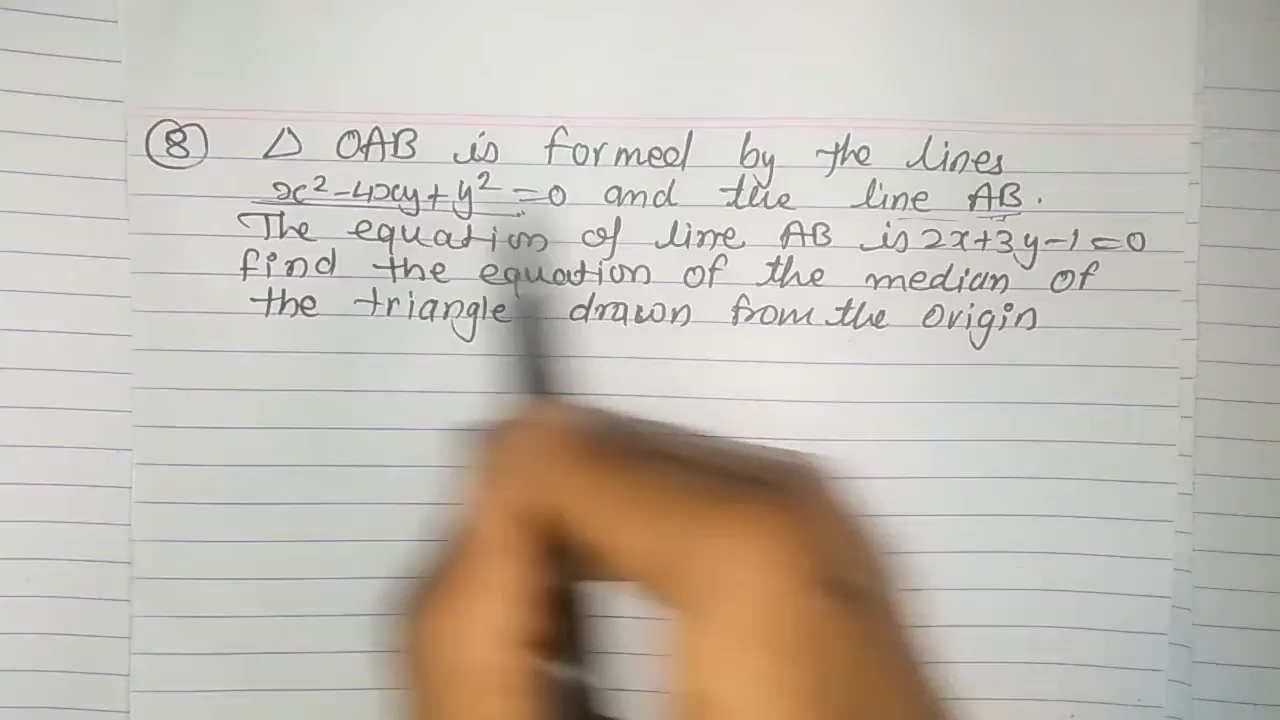 ⑧ △ OAB is formed by the lines
x²-4xy+y²=0 and the line AB.
The equation of line AB is 2x+3y-1=0
find the equation of the median of
the triangle drawn from the origin